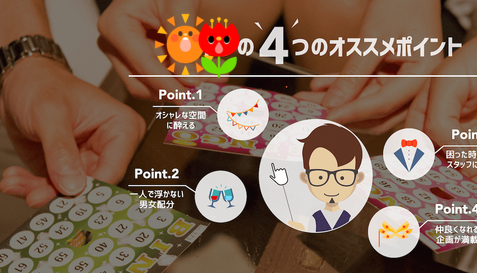 の4つのオススメポイント
Point.1
オシャレな空間
に酔える
Point.2
一人で浮かない
男女配分
Poin
困った時
スタッフに
Point.4
仲良くなれる
企画が満載